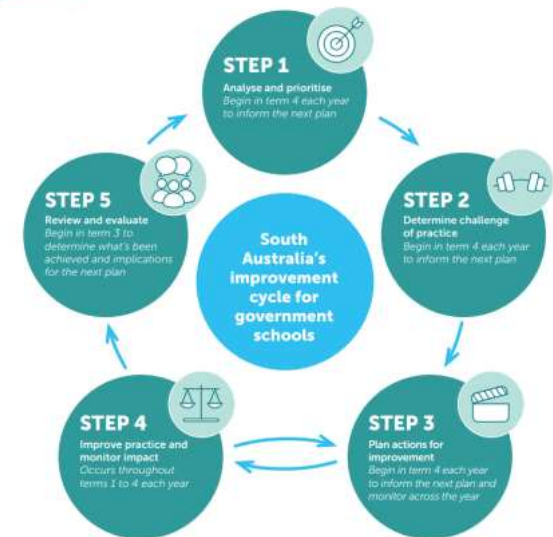 STEP 1
Analyse and prioritise
Begin in term 4 each year
to inform the next plan
STEP 2
Determine challenge
of practice
Begin in term 4 each year
to inform the next plan
STEP 3
Plan actions for
improvement
Begin in term 4 each year
to inform the next plan and
monitor across the year
STEP 4
Improve practice and
monitor impact
Occurs throughout
terms 1 to 4 each year
STEP 5
Review and evaluate
Begin in term 3 to
determine what's been
achieved and implications
for the next plan
South
Australia's
improvement
cycle for
government
schools